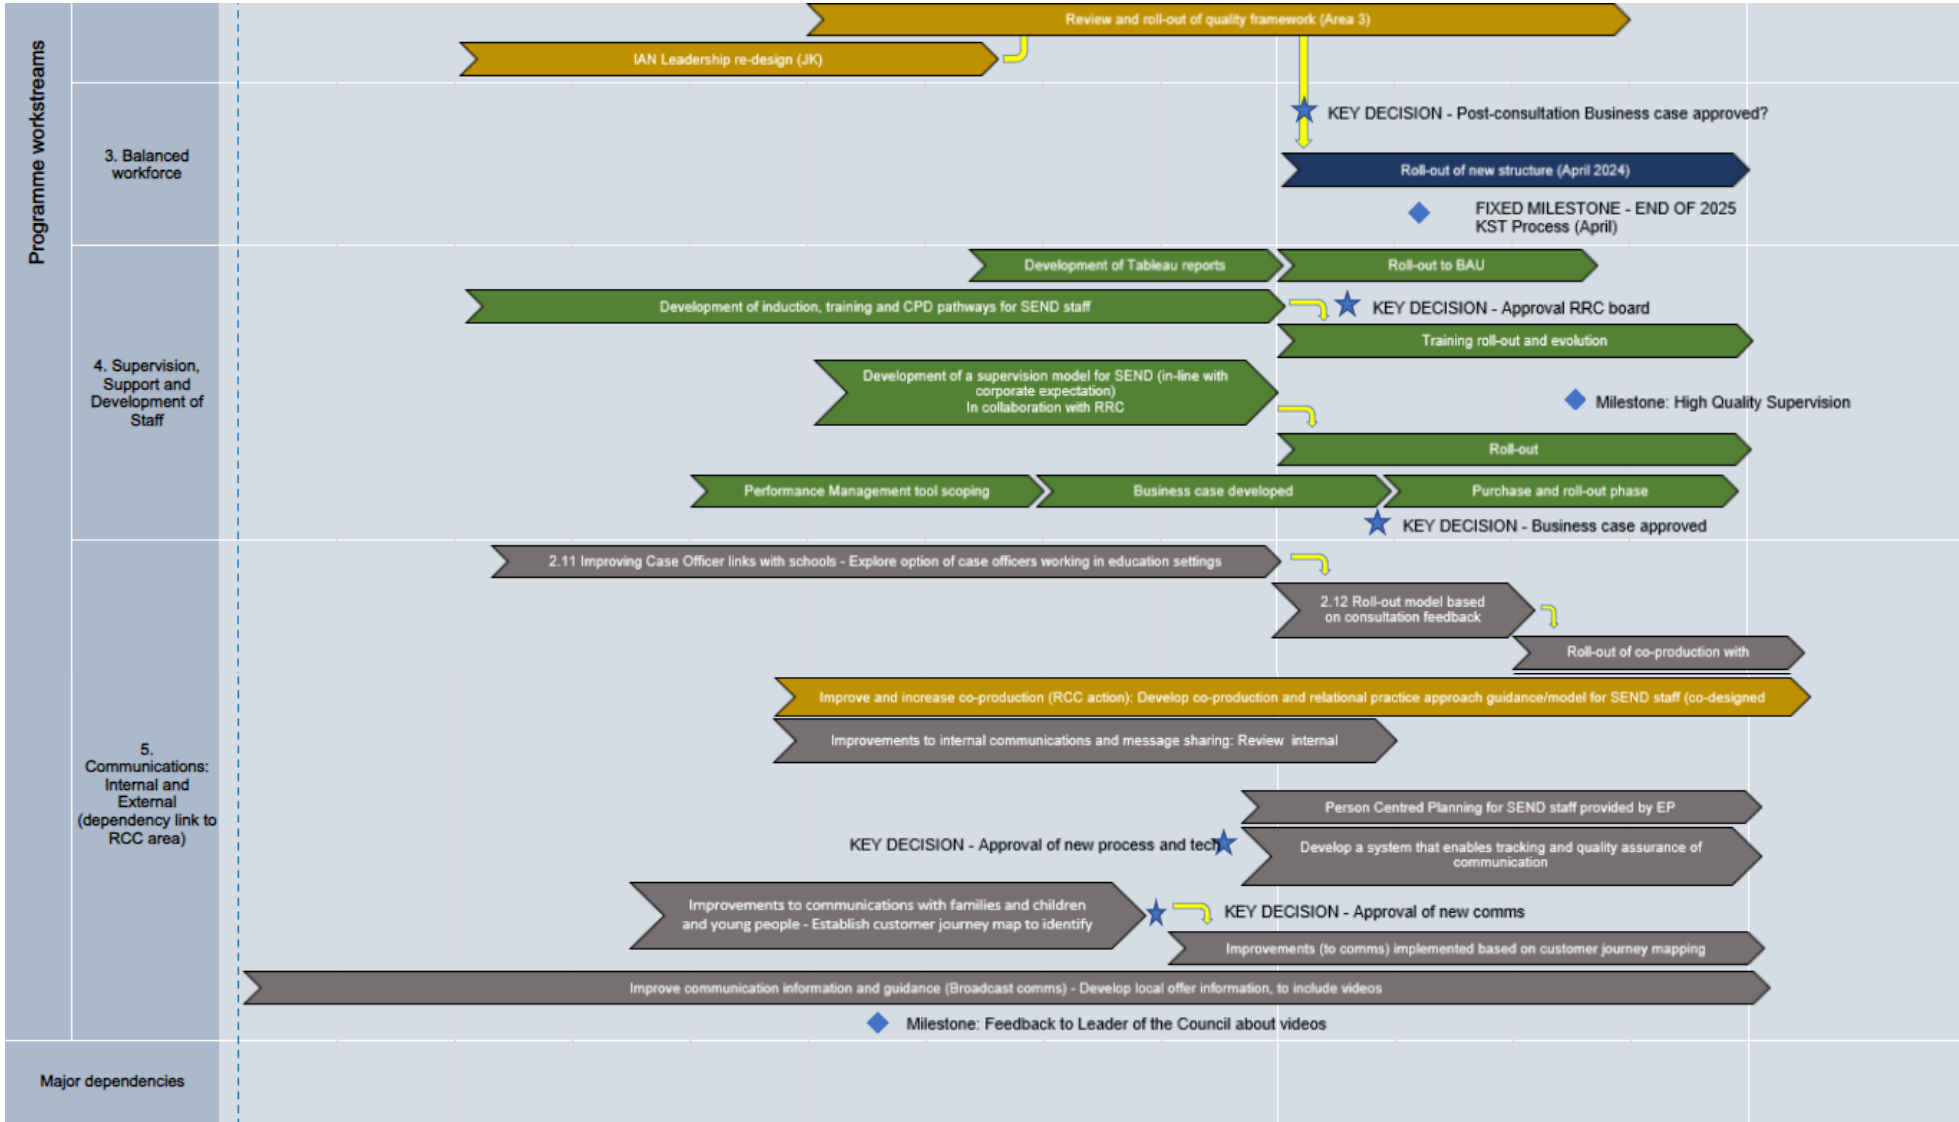 Programme workstreams
Review and roll-out of quality framework (Area 3)
IAN Leadership re-design (JK)
3. Balanced
workforce
KEY DECISION - Post-consultation Business case approved?
Roll-out of new structure (April 2024)
FIXED MILESTONE - END OF 2025
KST Process (April)
4. Supervision,
Support and
Development of
Staff
Development of Tableau reports
Roll-out to BAU
Development of induction, training and CPD pathways for SEND staff
KEY DECISION - Approval RRC board
Training roll-out and evolution
Development of a supervision model for SEND (in-line with
corporate expectation)
In collaboration with RRC
Milestone: High Quality Supervision
Roll-out
Performance Management tool scoping
Business case developed
Purchase and roll-out phase
KEY DECISION - Business case approved
5.
Communications:
Internal and
External
(dependency link to
RCC area)
2.11 Improving Case Officer links with schools - Explore option of case officers working in education settings
2.12 Roll-out model based
on consultation feedback
Roll-out of co-production with
Improve and increase co-production (RCC action): Develop co-production and relational practice approach guidance/model for SEND staff (co-designed
Improvements to internal communications and message sharing: Review internal
Person Centred Planning for SEND staff provided by EP
KEY DECISION - Approval of new process and tech
Develop a system that enables tracking and quality assurance of
communication
Improvements to communications with families and children
and young people - Establish customer journey map to identify
KEY DECISION - Approval of new comms
Improvements (to comms) implemented based on customer journey mapping
Improve communication information and guidance (Broadcast comms) - Develop local offer information, to include videos
Milestone: Feedback to Leader of the Council about videos
Major dependencies